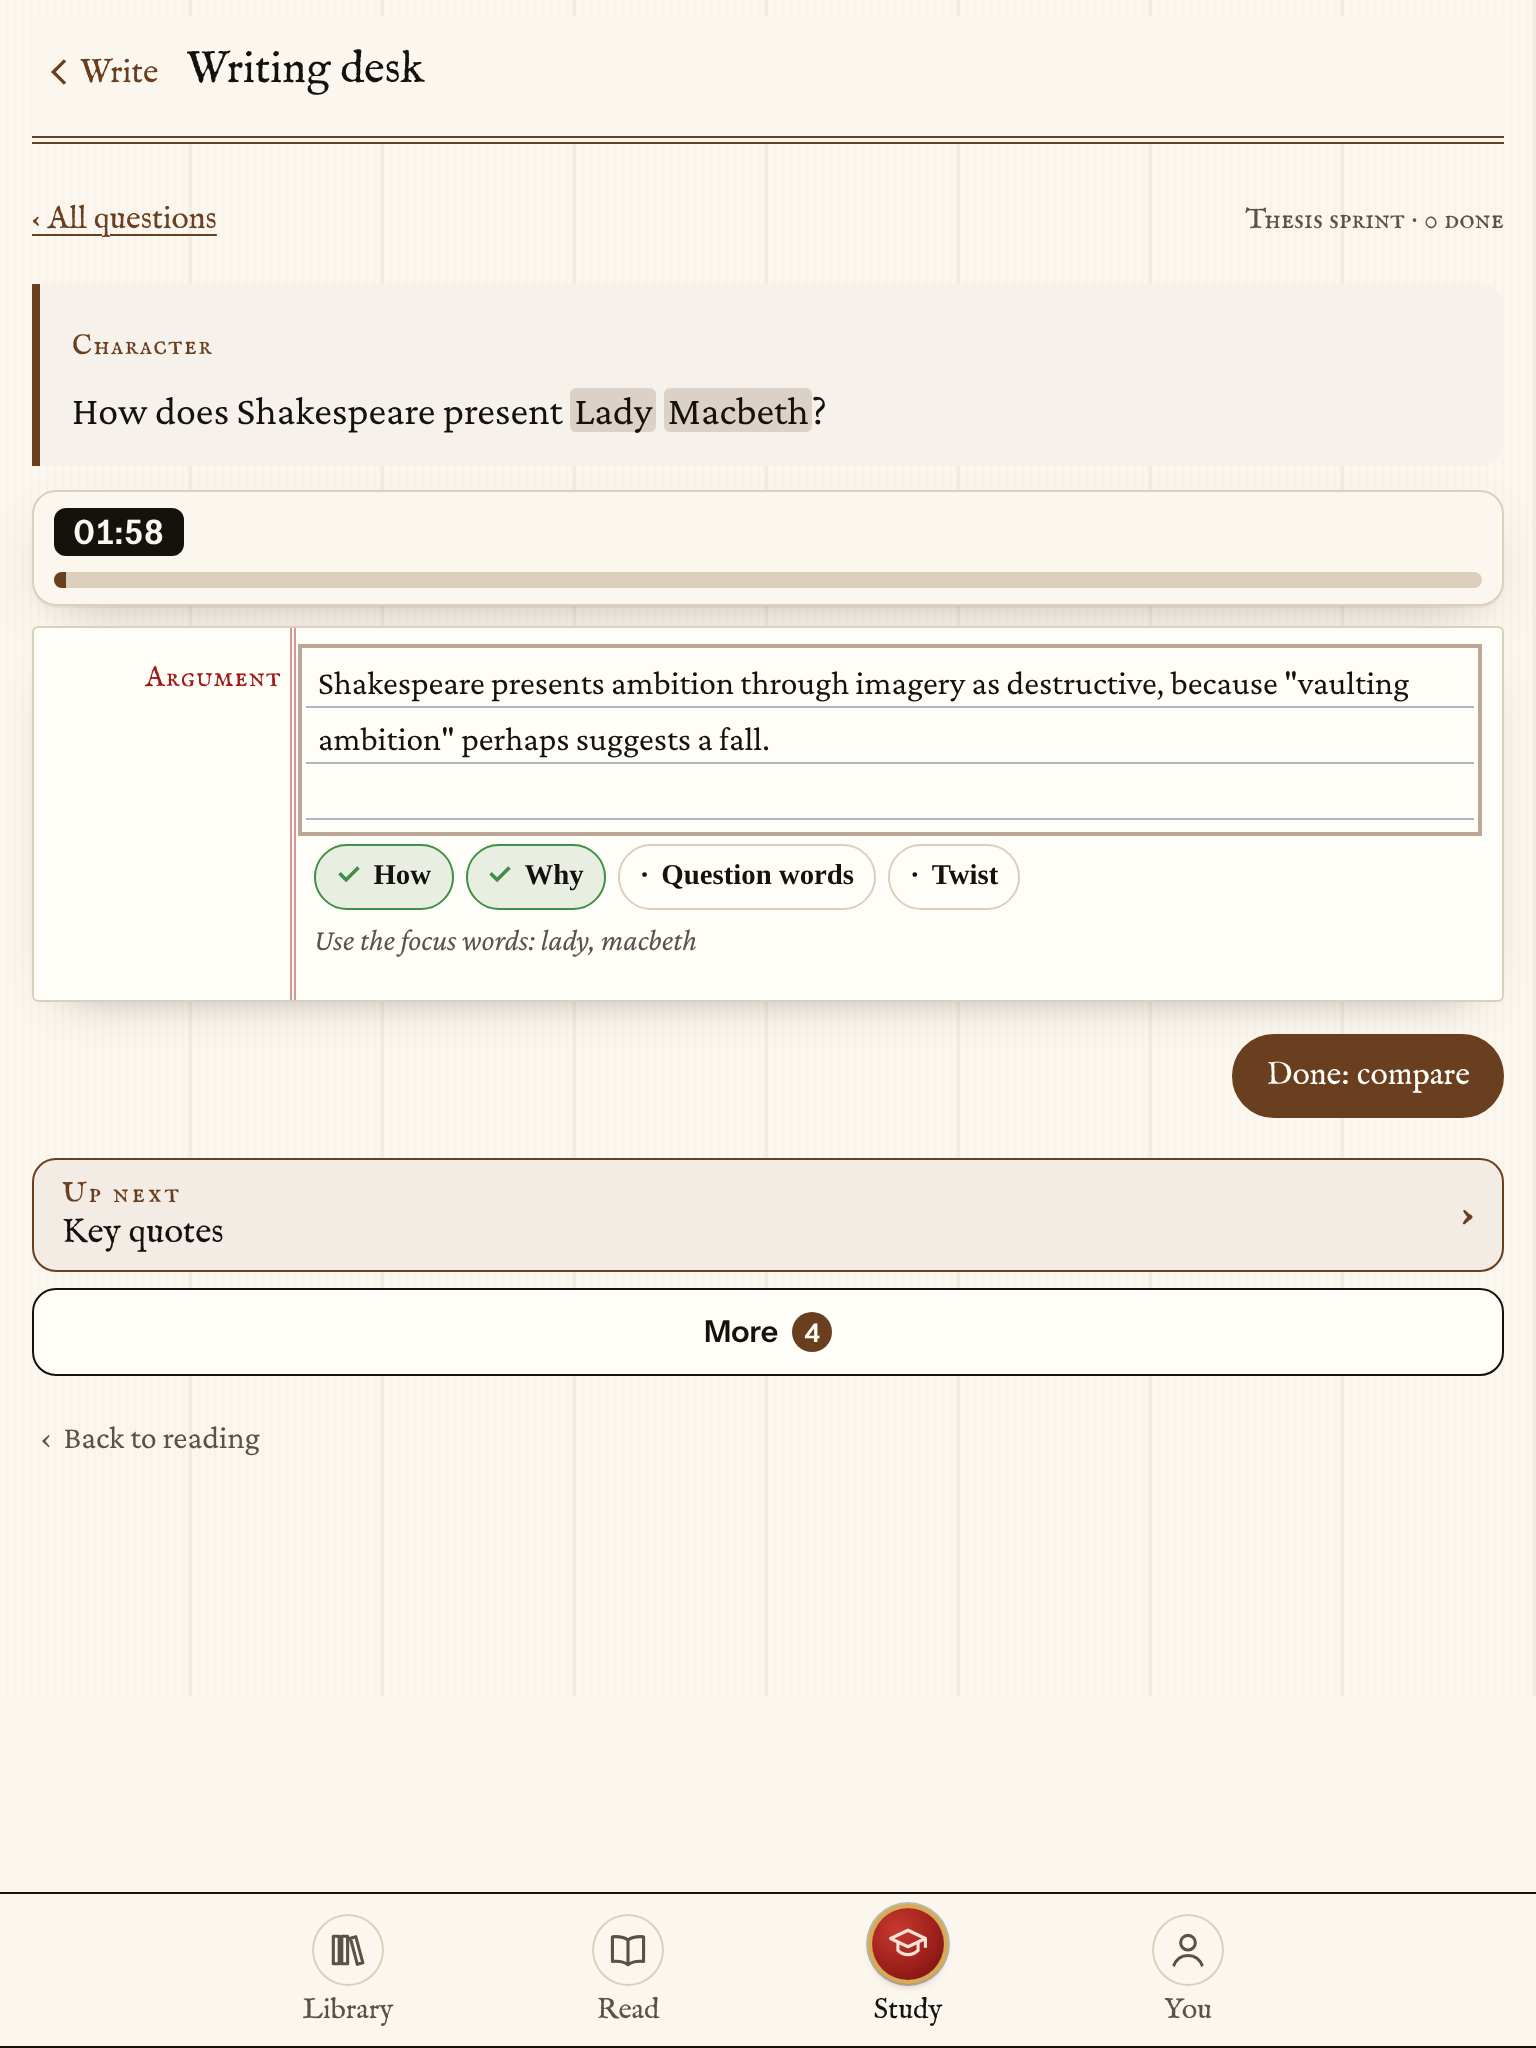 Write Writing desk
‹ All questions
Thesis sprint · 0 done
Character
How does Shakespeare present Lady Macbeth?
01:58
Argument
Shakespeare presents ambition through imagery as destructive, because "vaulting
ambition" perhaps suggests a fall.
How Why · Question words · Twist
Use the focus words: lady, macbeth
Done: compare
Up next
Key quotes
More 4
‹ Back to reading
Library Read Study You